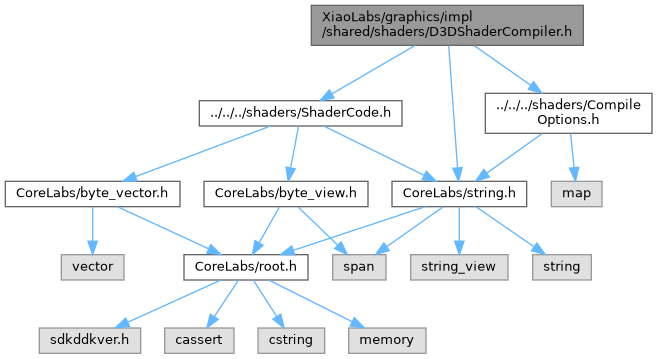 XiaoLabs/graphics/impl
/shared/shaders/D3DShaderCompiler.h
../../../shaders/ShaderCode.h
../../../shaders/Compile
Options.h
CoreLabs/byte_vector.h
CoreLabs/byte_view.h
CoreLabs/string.h
map
vector
CoreLabs/root.h
span
string_view
string
sdkddkver.h
cassert
cstring
memory